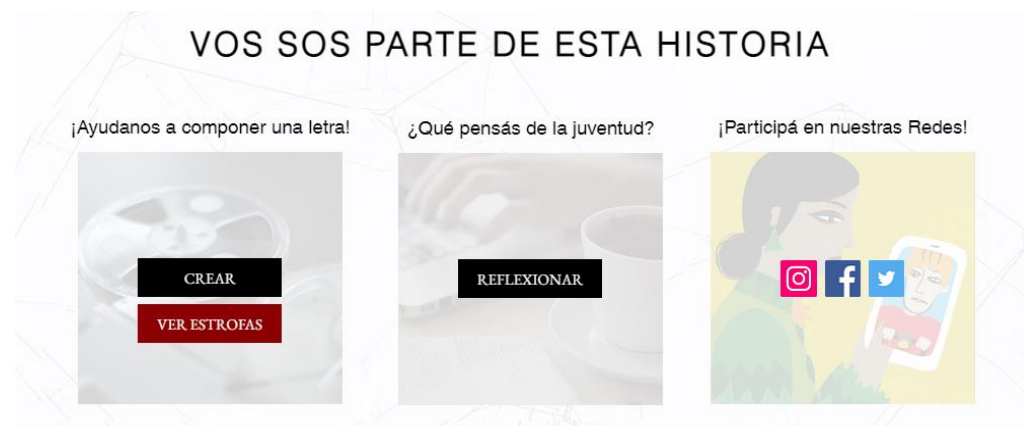 VOS SOS PARTE DE ESTA HISTORIA
¡Ayudanos a componer una letra!
CREAR
VER ESTROFAS
¿Qué pensás de la juventud?
REFLEXIONAR
¡Participá en nuestras Redes!